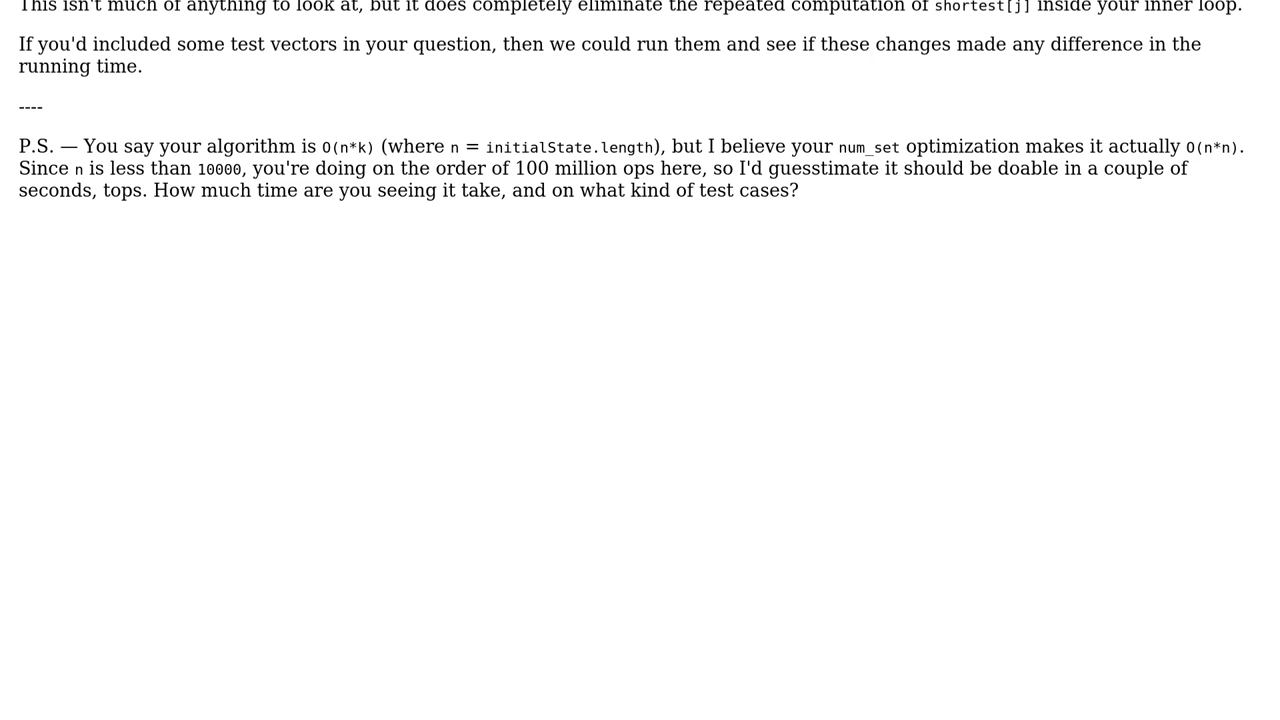 This isn't much of anything to look at, but it does completely eliminate the repeated computation of shortest[j] inside your inner loop.
If you'd included some test vectors in your question, then we could run them and see if these changes made any difference in the
running time.
----
P.S. — You say your algorithm is O(n*k) (where n = initialState.length), but I believe your num_set optimization makes it actually O(n*n).
Since n is less than 10000, you're doing on the order of 100 million ops here, so I'd guesstimate it should be doable in a couple of
seconds, tops. How much time are you seeing it take, and on what kind of test cases?